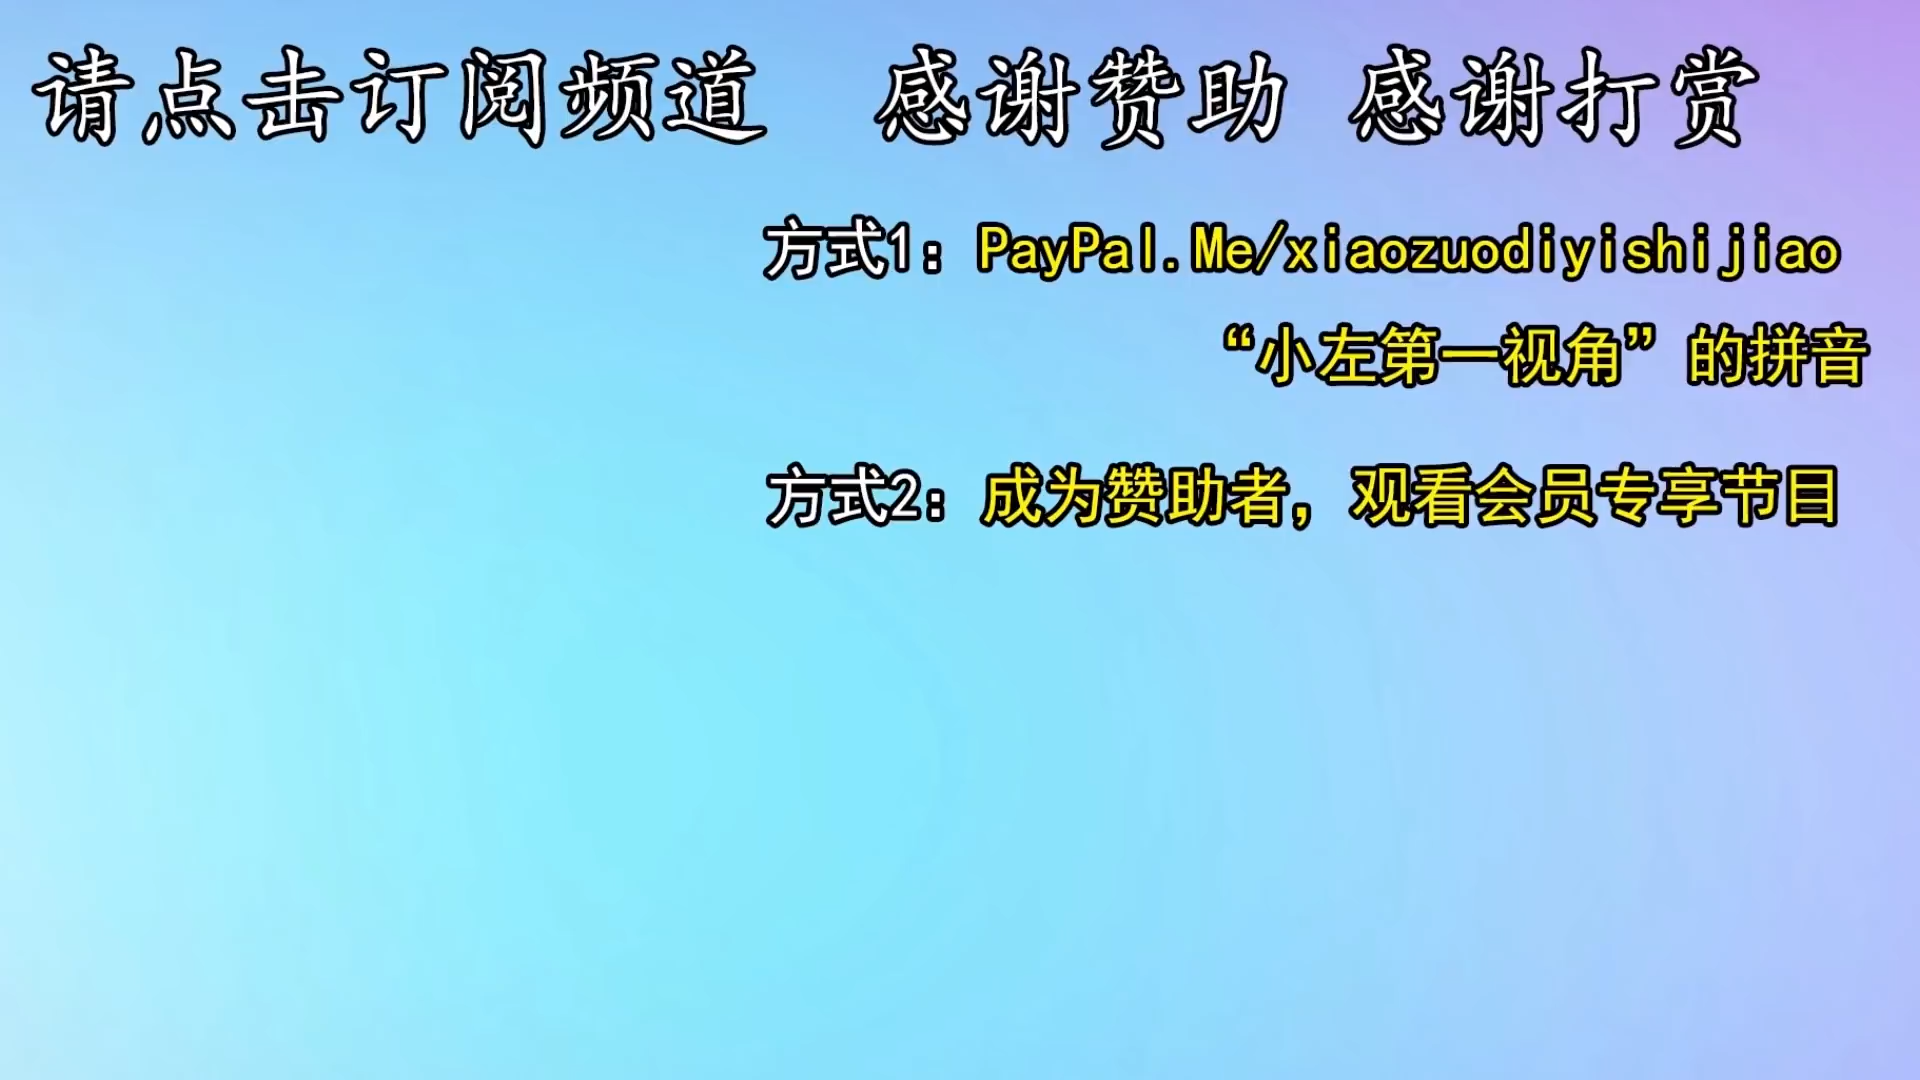 请点击订阅频道 感谢赞助 感谢打赏
方式1：PayPal.Me/xiaozuodiyishijiao
“小左第一视角”的拼音
方式2：成为赞助者，观看会员专享节目